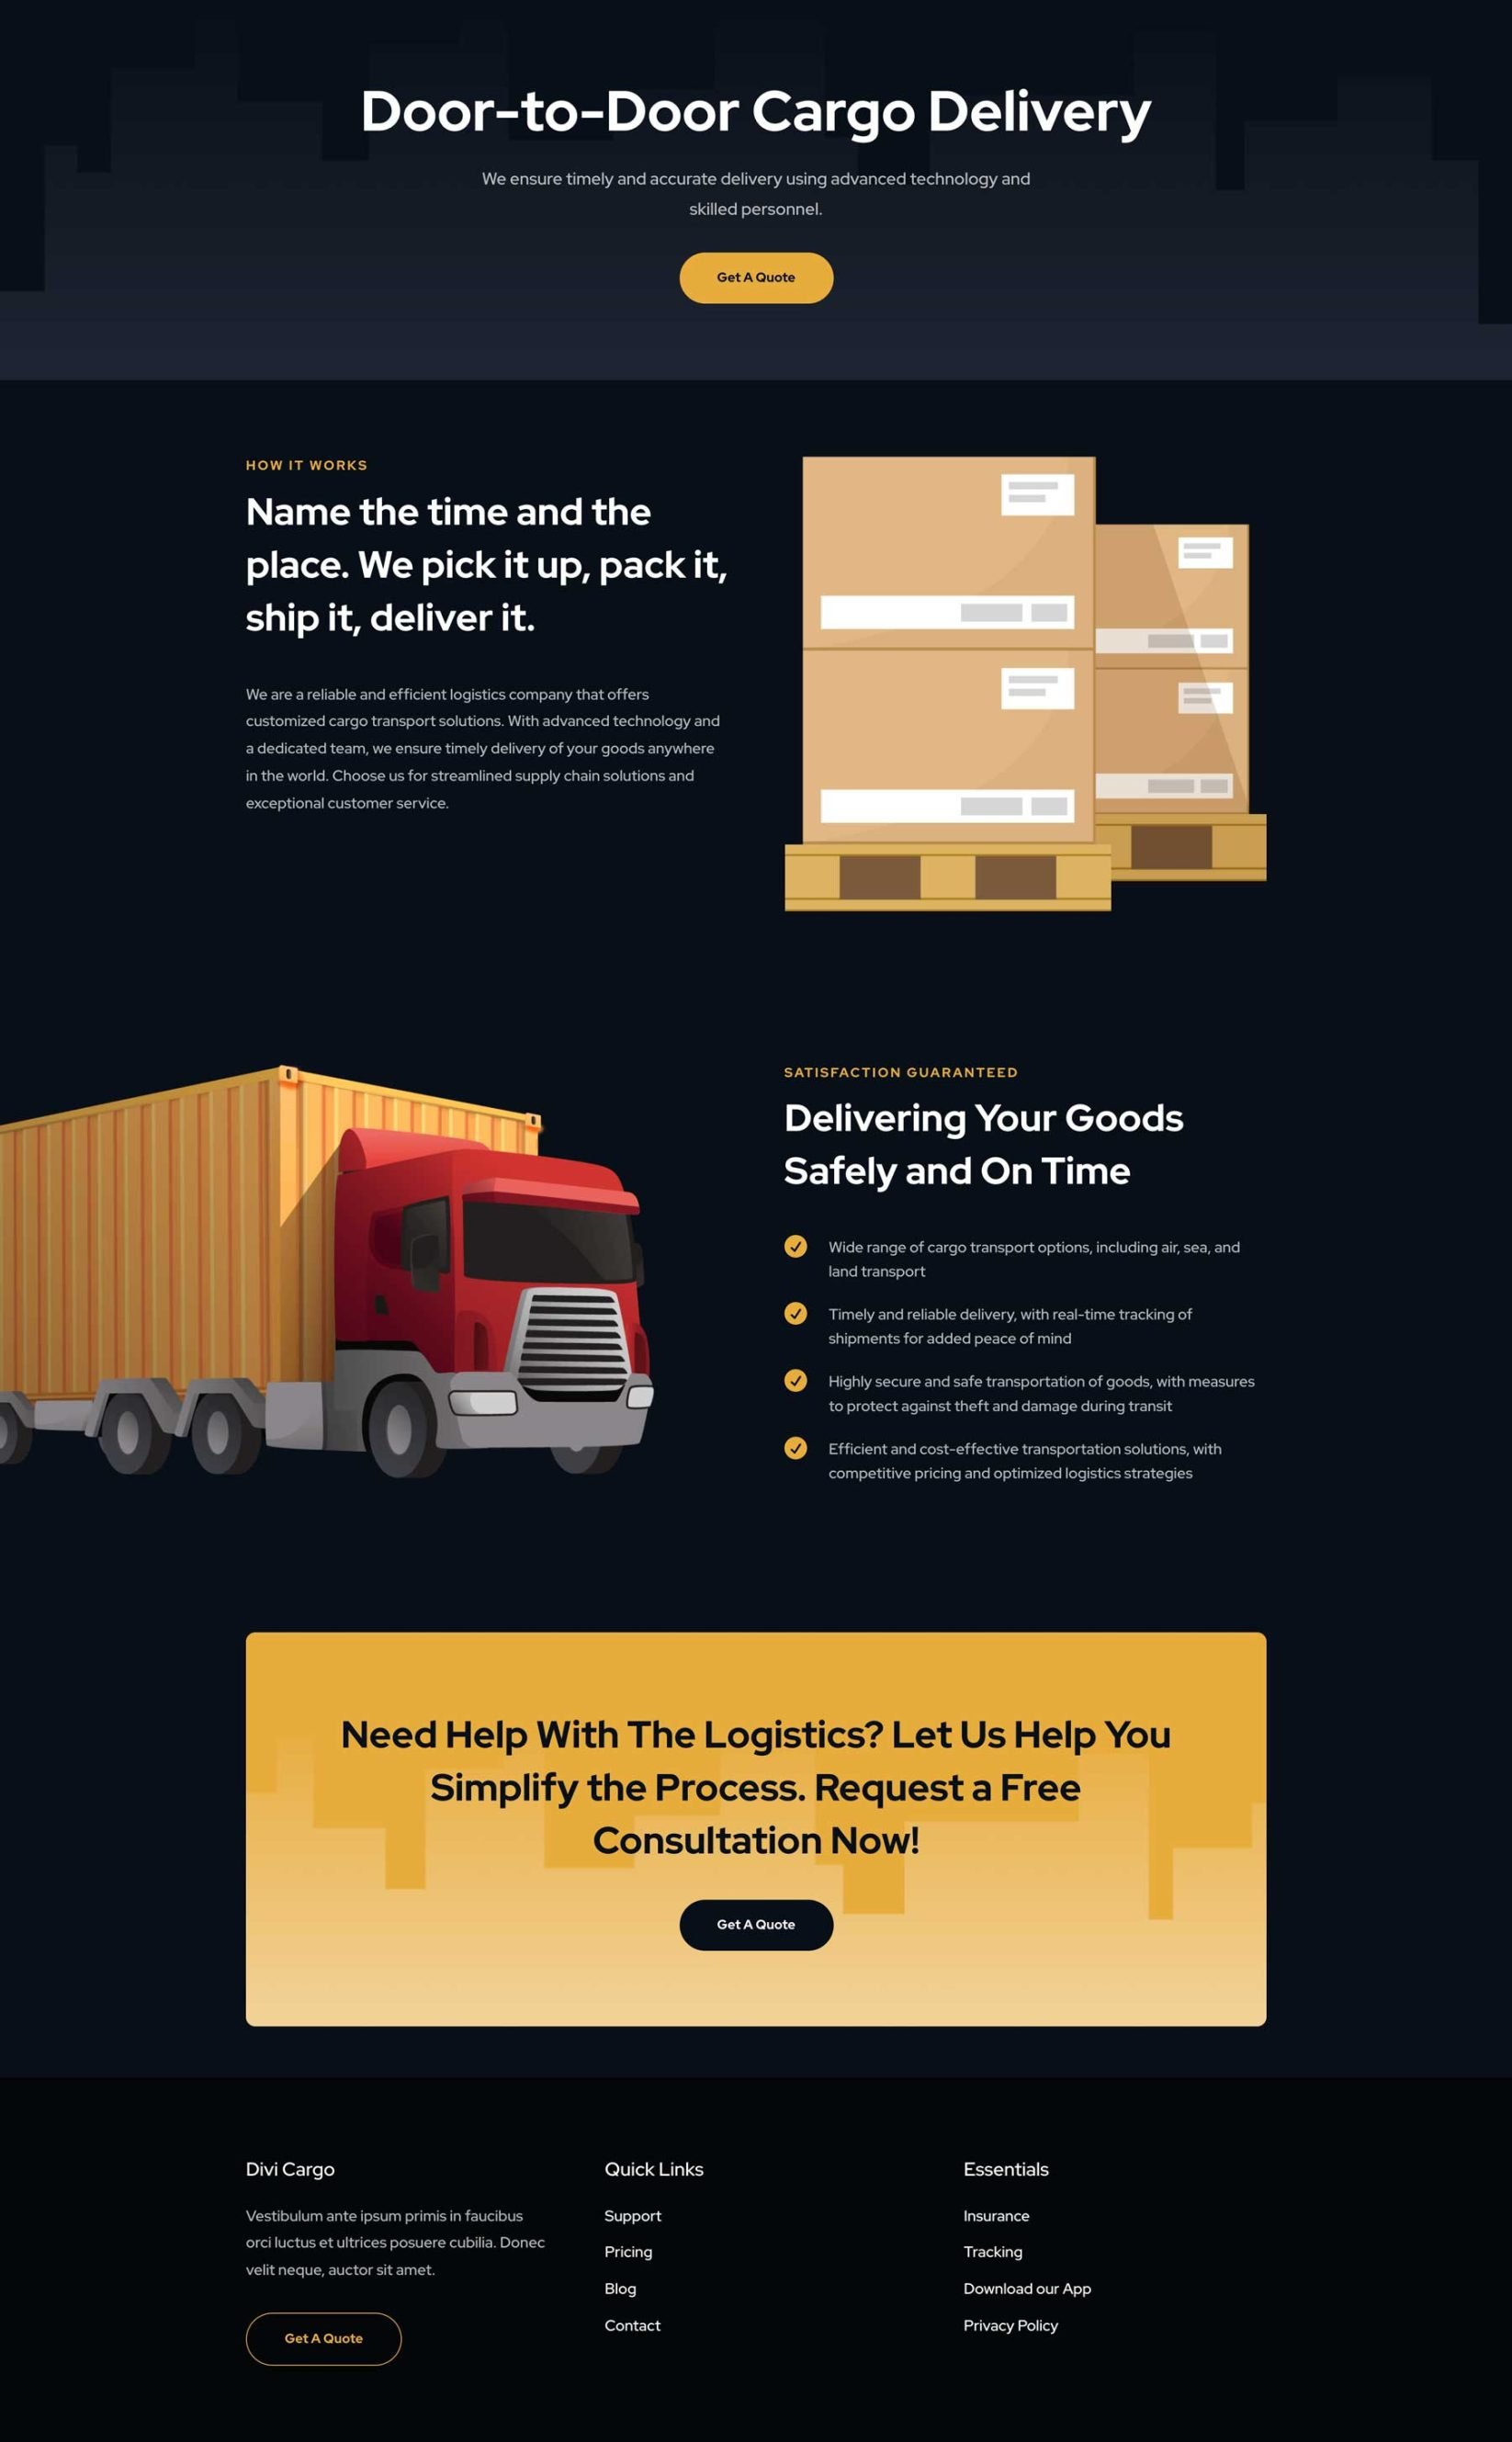 Door-to-Door Cargo Delivery
We ensure timely and accurate delivery using advanced technology and
skilled personnel.
Get A Quote
HOW IT WORKS
Name the time and the
place. We pick it up, pack it,
ship it, deliver it.
We are a reliable and efficient logistics company that offers
customized cargo transport solutions. With advanced technology and
a dedicated team, we ensure timely delivery of your goods anywhere
in the world. Choose us for streamlined supply chain solutions and
exceptional customer service.
SATISFACTION GUARANTEED
Delivering Your Goods
Safely and On Time
Wide range of cargo transport options, including air, sea, and
land transport
Timely and reliable delivery, with real-time tracking of
shipments for added peace of mind
Highly secure and safe transportation of goods, with measures
to protect against theft and damage during transit
Efficient and cost-effective transportation solutions, with
competitive pricing and optimized logistics strategies
Need Help With The Logistics? Let Us Help You
Simplify the Process. Request a Free
Consultation Now!
Get A Quote
Divi Cargo
Vestibulum ante ipsum primis in faucibus
orci luctus et ultrices posuere cubilia. Donec
velit neque, auctor sit amet.
Get A Quote
Quick Links
Support
Pricing
Blog
Contact
Essentials
Insurance
Tracking
Download our App
Privacy Policy